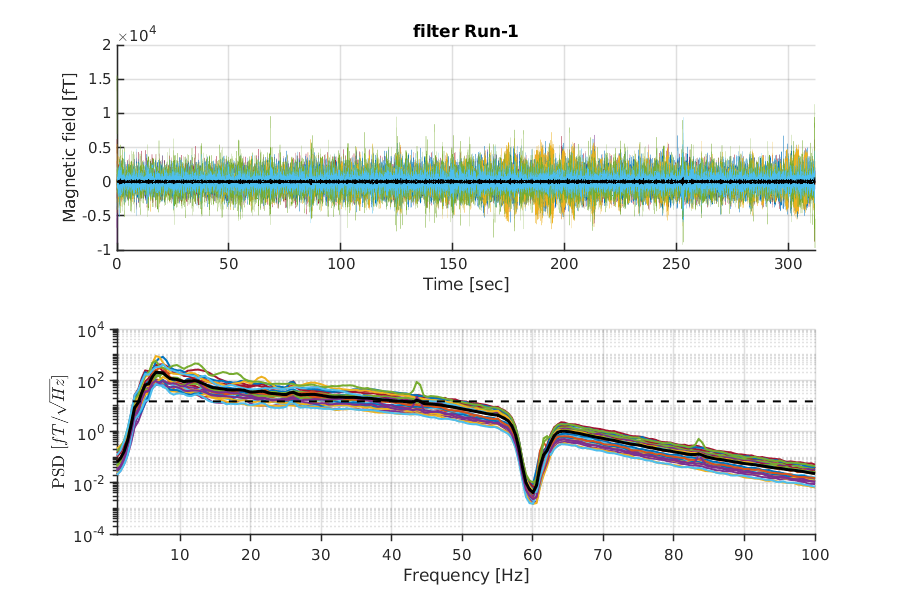 filter Run-1
×10^4
2
1.5
1
0.5
0
-0.5
-1
Magnetic field [fT]
0 50 100 150 200 250 300
Time [sec]
10^4
10^2
10^0
10^-2
10^-4
PSD [fT/√Hz]
10 20 30 40 50 60 70 80 90 100
Frequency [Hz]